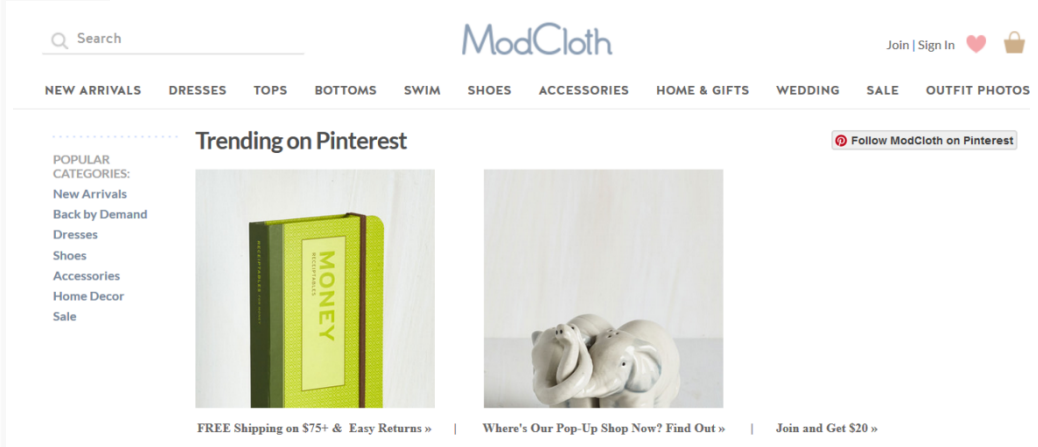 Search
ModCloth
Join | Sign In
NEW ARRIVALS DRESSES TOPS BOTTOMS SWIM SHOES ACCESSORIES HOME & GIFTS WEDDING SALE OUTFIT PHOTOS
POPULAR
CATEGORIES:
New Arrivals
Back by Demand
Dresses
Shoes
Accessories
Home Decor
Sale
Trending on Pinterest
Follow ModCloth on Pinterest
MONEY
RECEIPTABLES
FREE Shipping on $75+ & Easy Returns » | Where's Our Pop-Up Shop Now? Find Out » | Join and Get $20 »